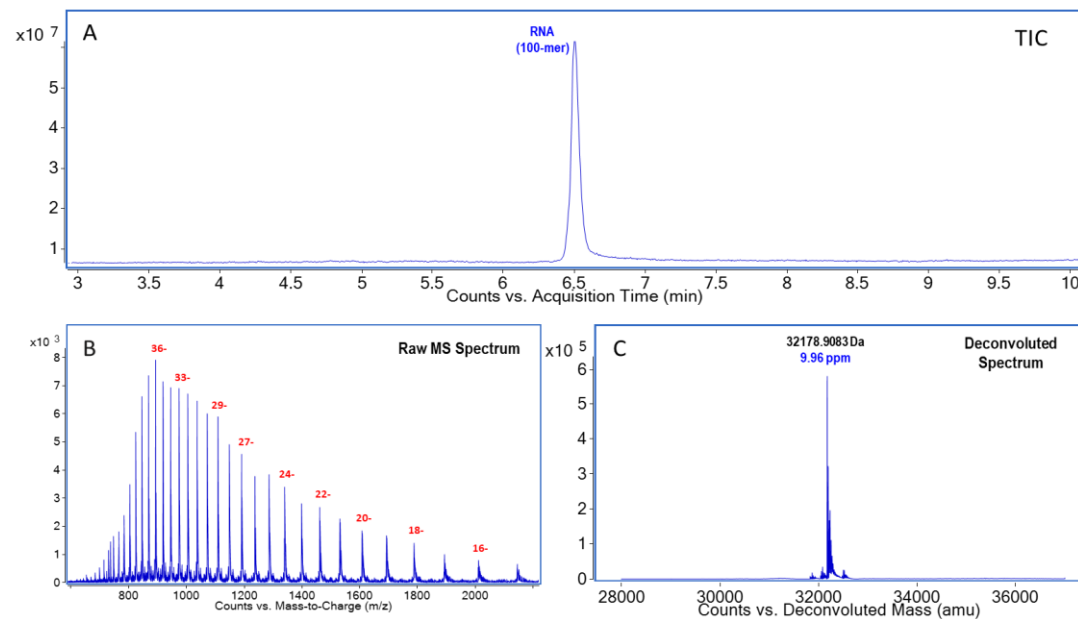 x10 7
A
RNA
(100-mer)
TIC
5
4
3
2
1
3 3.5 4 4.5 5 5.5 6 6.5 7 7.5 8 8.5 9 9.5 10
Counts vs. Acquisition Time (min)
x10 3
B
Raw MS Spectrum
36-
33-
29-
27-
24-
22-
20-
18-
16-
8
7
6
5
4
3
2
1
0
800 1000 1200 1400 1600 1800 2000
Counts vs. Mass-to-Charge (m/z)
x10 5
C
32178.9083 Da
9.96 ppm
Deconvoluted
Spectrum
6
5
4
3
2
1
0
28000 30000 32000 34000 36000
Counts vs. Deconvoluted Mass (amu)